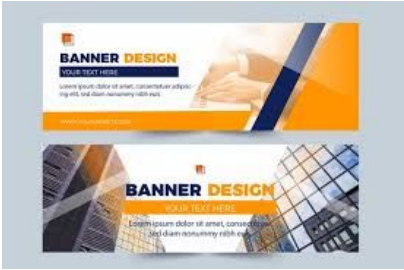 BANNER DESIGN
YOUR TEXT HERE
Lorem ipsum dolor sit amet, consectetuer adipisc-
ing elit, sed diam nonummy nibh euis
BANNER DESIGN
YOUR TEXT HERE
Lorem ipsum dolor sit amet,
sed diam nonummy nibh euis